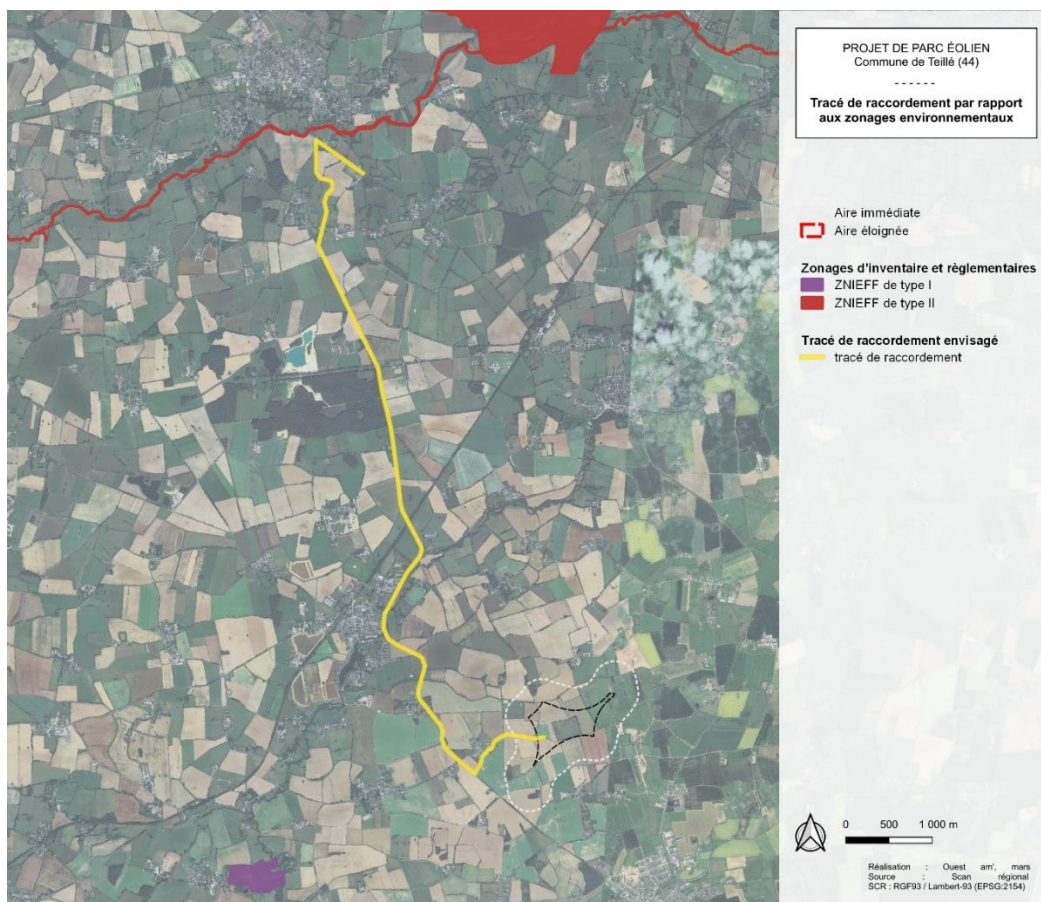 PROJET DE PARC ÉOLIEN
Commune de Teillé (44)
- - - - - -
Tracé de raccordement par rapport
aux zonages environnementaux
Aire immédiate
Aire éloignée
Zonages d'inventaire et règlementaires
ZNIEFF de type I
ZNIEFF de type II
Tracé de raccordement envisagé
tracé de raccordement
0 500 1 000 m
Réalisation : Ouest am', mars
Source : Scan régional
SCR : RGF93 / Lambert-93 (EPSG:2154)